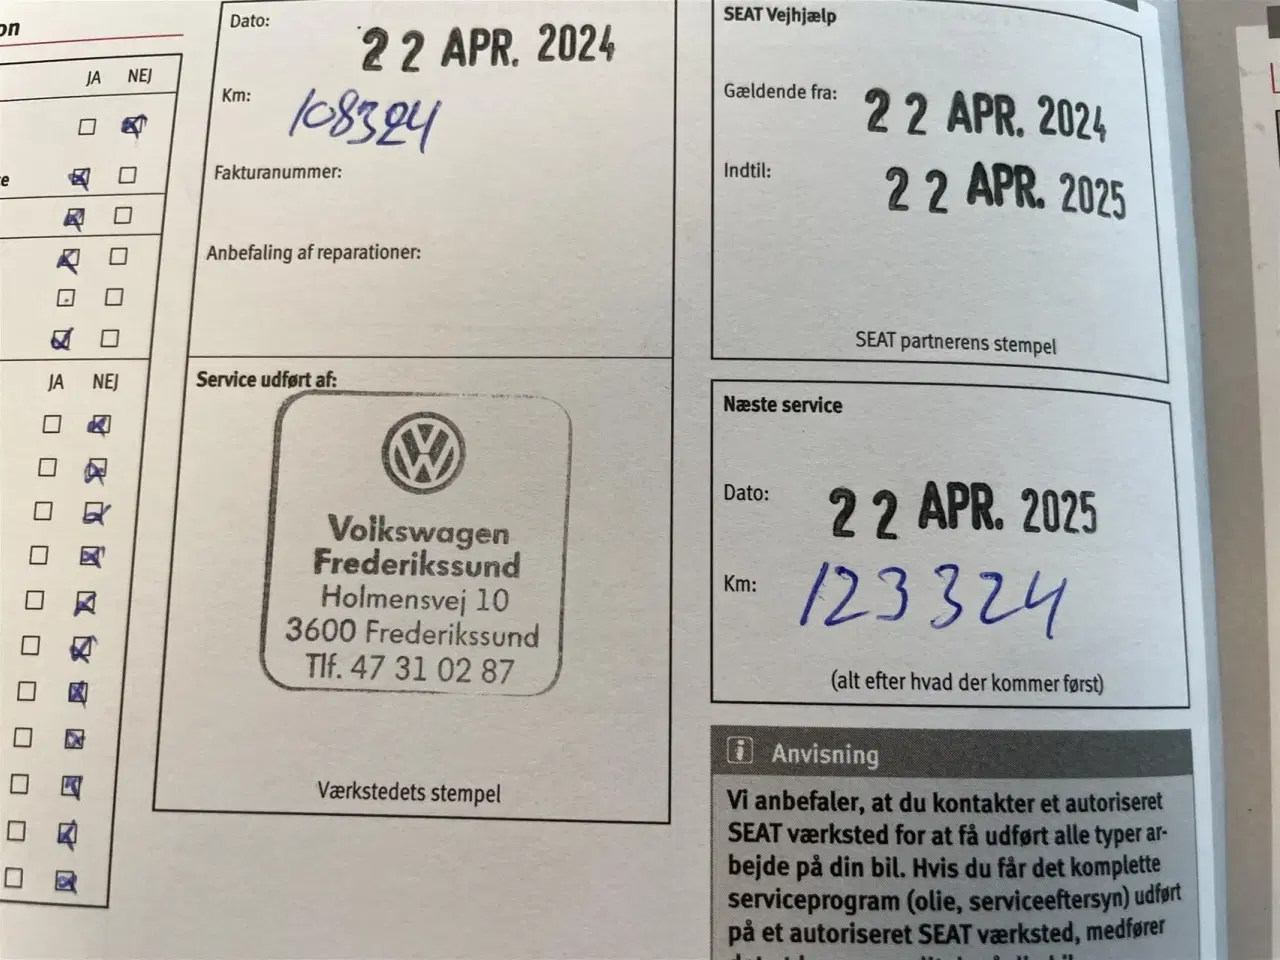 on
JA NEJ
e
JA NEJ
Dato: 22 APR. 2024
Km: 108324
Fakturanummer:
Anbefaling af reparationer:
Service udført af:
Volkswagen
Frederikssund
Holmensvej 10
3600 Frederikssund
Tlf. 47 31 02 87
Værkstedets stempel
SEAT Vejhjælp
Gældende fra: 22 APR. 2024
Indtil: 22 APR. 2025
SEAT partnerens stempel
Næste service
Dato: 22 APR. 2025
Km: 123324
(alt efter hvad der kommer først)
i Anvisning
Vi anbefaler, at du kontakter et autoriseret
SEAT værksted for at få udført alle typer ar-
bejde på din bil. Hvis du får det komplette
serviceprogram (olie, serviceeftersyn) udført
på et autoriseret SEAT værksted, medfører